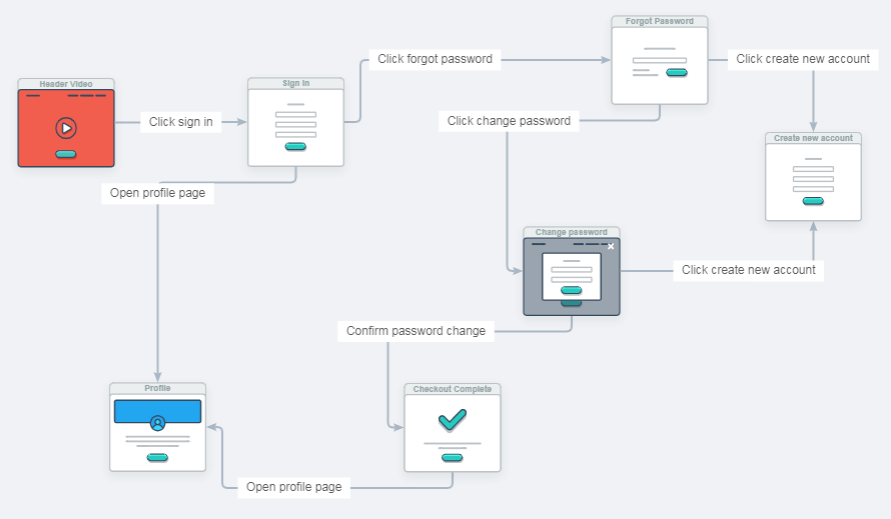 Forgot Password
Click forgot password
Click create new account
Header Video
Sign In
Click sign in
Click change password
Create new account
Open profile page
Change password
Click create new account
Confirm password change
Profile
Checkout Complete
Open profile page